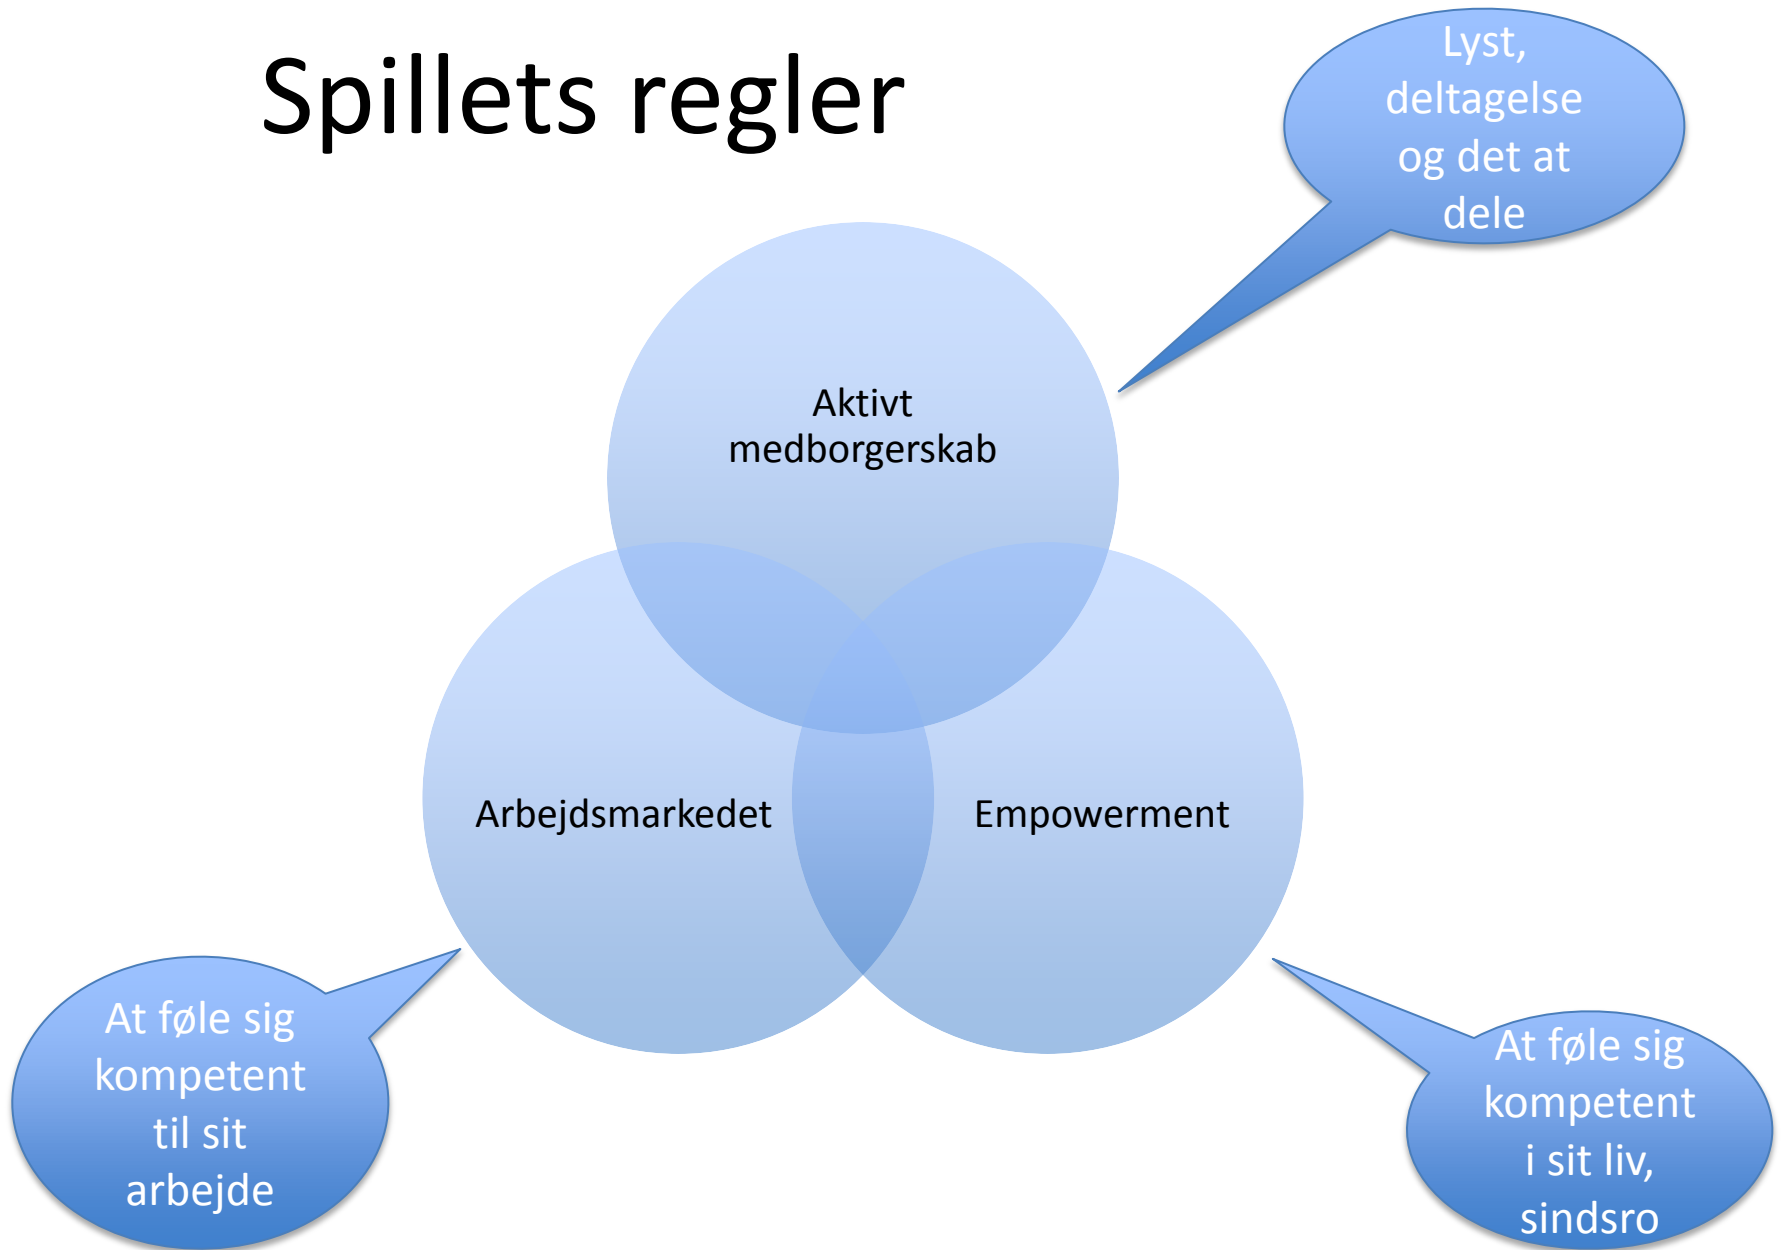 Spillets regler
Lyst,
deltagelse
og det at
dele
Aktivt
medborgerskab
Arbejdsmarkedet
Empowerment
At føle sig
kompetent
til sit
arbejde
At føle sig
kompetent
i sit liv,
sindsro